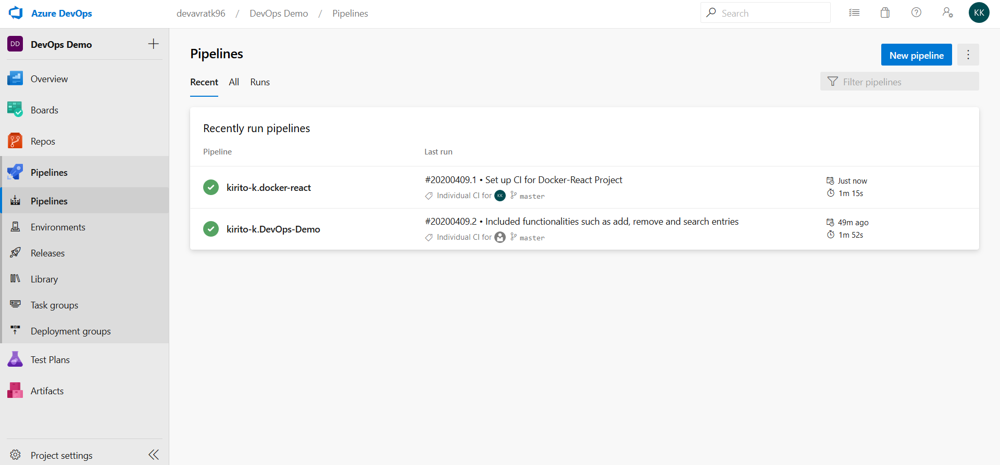 Azure DevOps
devavratk96 / DevOps Demo / Pipelines
Search
KK
DD DevOps Demo
Overview
Boards
Repos
Pipelines
Pipelines
Environments
Releases
Library
Task groups
Deployment groups
Test Plans
Artifacts
Project settings
Pipelines
New pipeline
Recent All Runs
Filter pipelines
Recently run pipelines
Pipeline Last run
kirito-k.docker-react
#20200409.1 • Set up CI for Docker-React Project
Individual CI for KK master
Just now
1m 15s
kirito-k.DevOps-Demo
#20200409.2 • Included functionalities such as add, remove and search entries
Individual CI for master
49m ago
1m 52s